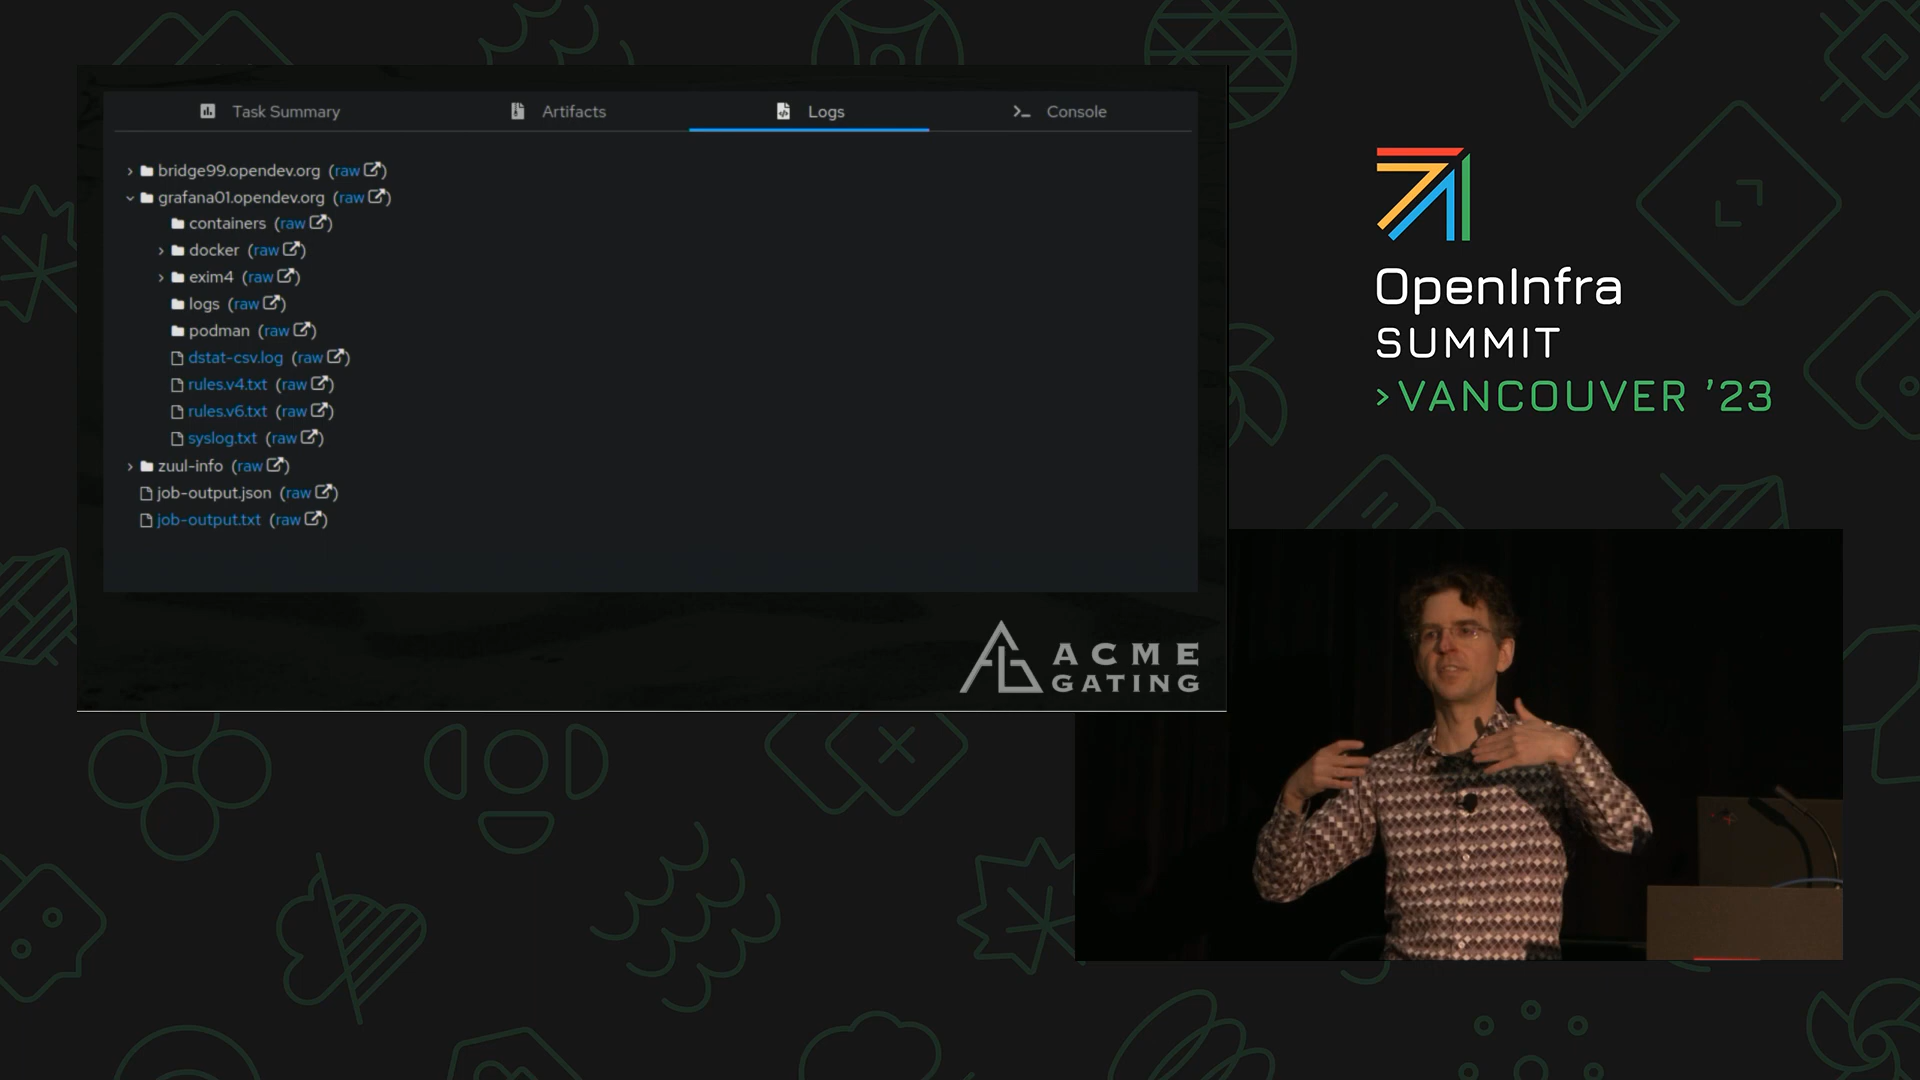 Task Summary
Artifacts
Logs
Console
bridge99.opendev.org (raw)
grafana01.opendev.org (raw)
containers (raw)
docker (raw)
exim4 (raw)
logs (raw)
podman (raw)
dstat-csv.log (raw)
rules.v4.txt (raw)
rules.v6.txt (raw)
syslog.txt (raw)
zuul-info (raw)
job-output.json (raw)
job-output.txt (raw)
ACME
GATING
OpenInfra
SUMMIT
>VANCOUVER '23